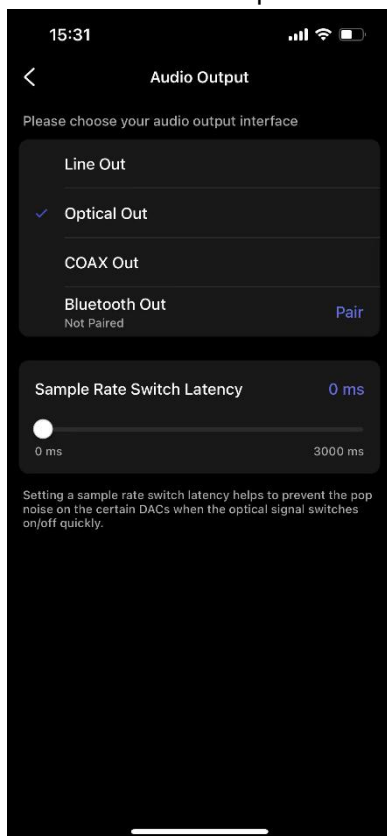 15:31
Audio Output
Please choose your audio output interface
Line Out
Optical Out
COAX Out
Bluetooth Out
Not Paired
Pair
Sample Rate Switch Latency
0 ms
0 ms
3000 ms
Setting a sample rate switch latency helps to prevent the pop
noise on the certain DACs when the optical signal switches
on/off quickly.